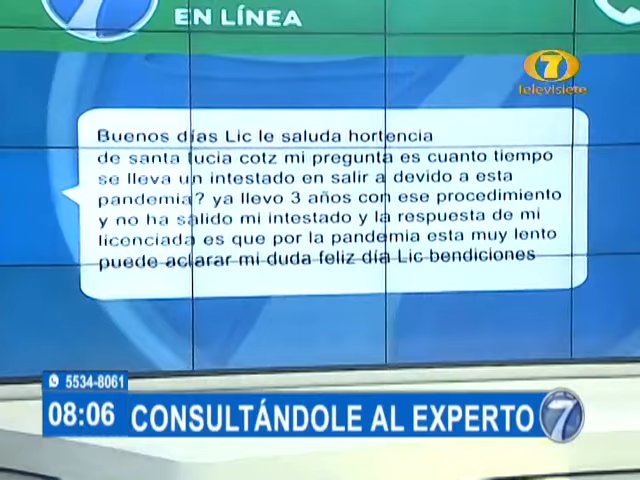 7
EN LÍNEA
7
Televisiete
Buenos días Lic le saluda hortencia
de santa lucia cotz mi pregunta es cuanto tiempo
se lleva un intestado en salir a devido a esta
pandemia? ya llevo 3 años con ese procedimiento
y no ha salido mi intestado y la respuesta de mi
licenciada es que por la pandemia esta muy lento
puede aclarar mi duda feliz día Lic bendiciones
5534-8061
08:06 CONSULTÁNDOLE AL EXPERTO 7